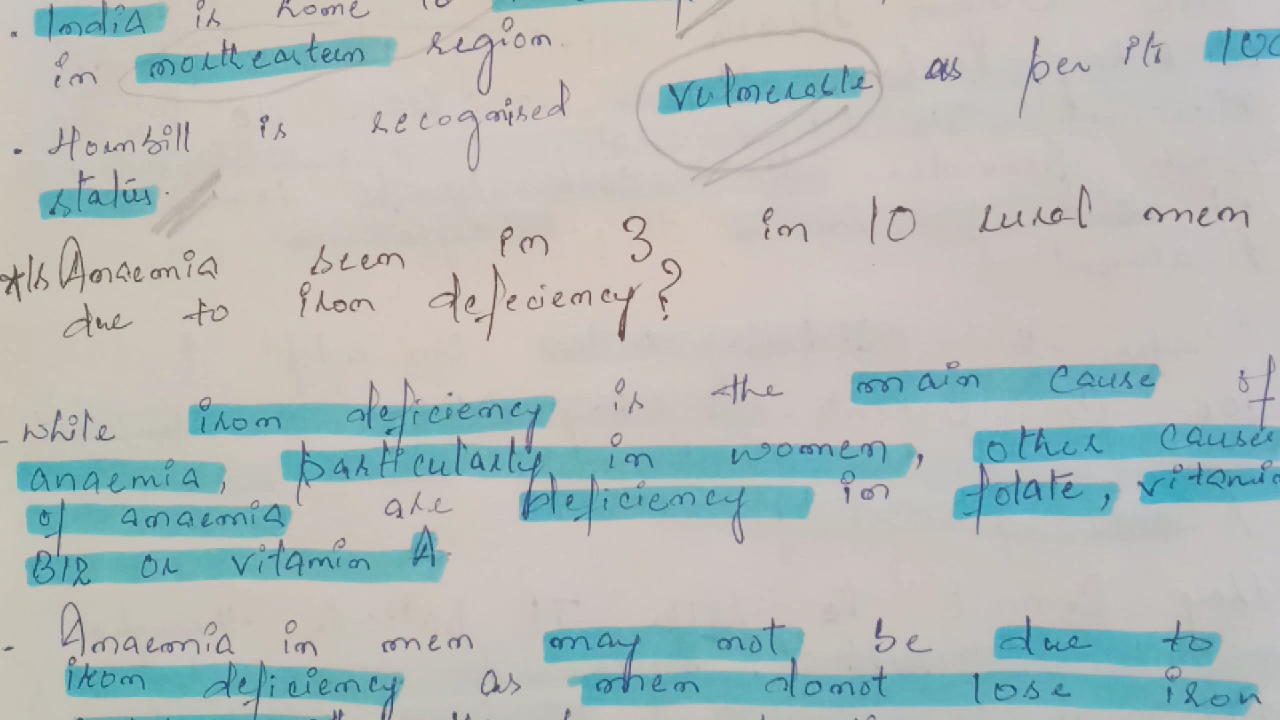 . India is home to
in northeastern region.
. Hornbill is recognised vulnerable as per its
status.
*Is Anaemia seen in 3 in 10 rural men
due to iron defeciency?
- while iron deficiency is the main cause of
anaemia, particularly in women, other cause
of anaemia are deficiency in folate, vitamin
B12 or vitamin A
. Anaemia in men may not be due to
iron deficiency as men donot lose iron